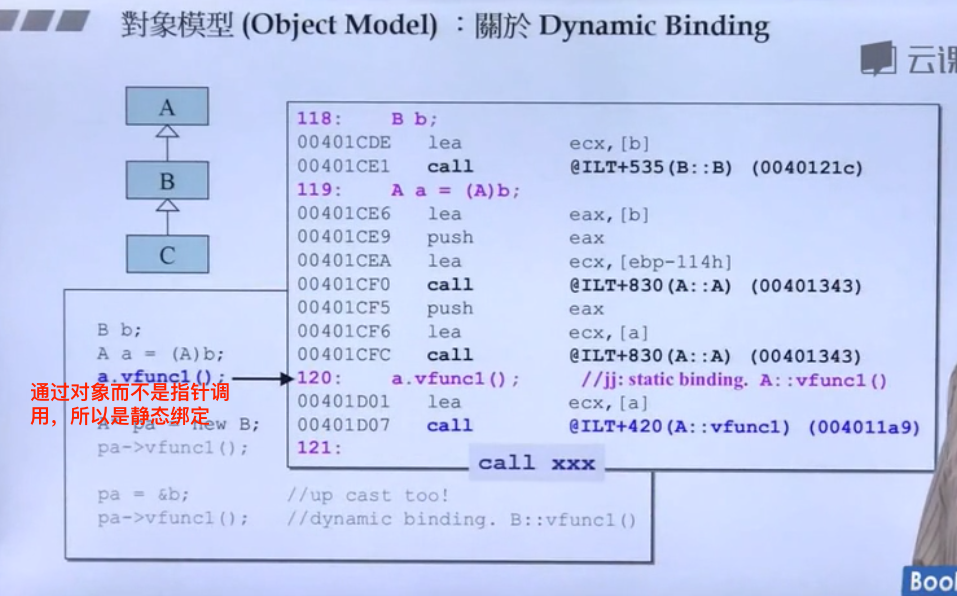 對象模型 (Object Model) ：關於 Dynamic Binding
云课
A
B
C
118: B b;
00401CDE lea ecx,[b]
00401CE1 call @ILT+535(B::B) (0040121c)
119: A a = (A)b;
00401CE6 lea eax,[b]
00401CE9 push eax
00401CEA lea ecx,[ebp-114h]
00401CF0 call @ILT+830(A::A) (00401343)
00401CF5 push eax
00401CF6 lea ecx,[a]
00401CFC call @ILT+830(A::A) (00401343)
120: a.vfunc1(); //jj: static binding. A::vfunc1()
00401D01 lea ecx,[a]
00401D07 call @ILT+420(A::vfunc1) (004011a9)
121:
call xxx
B b;
A a = (A)b;
a.vfunc1();
通过对象而不是指针调
用，所以是静态绑定
pa = new B;
pa->vfunc1();
pa = &b; //up cast too!
pa->vfunc1(); //dynamic binding. B::vfunc1()
Boo